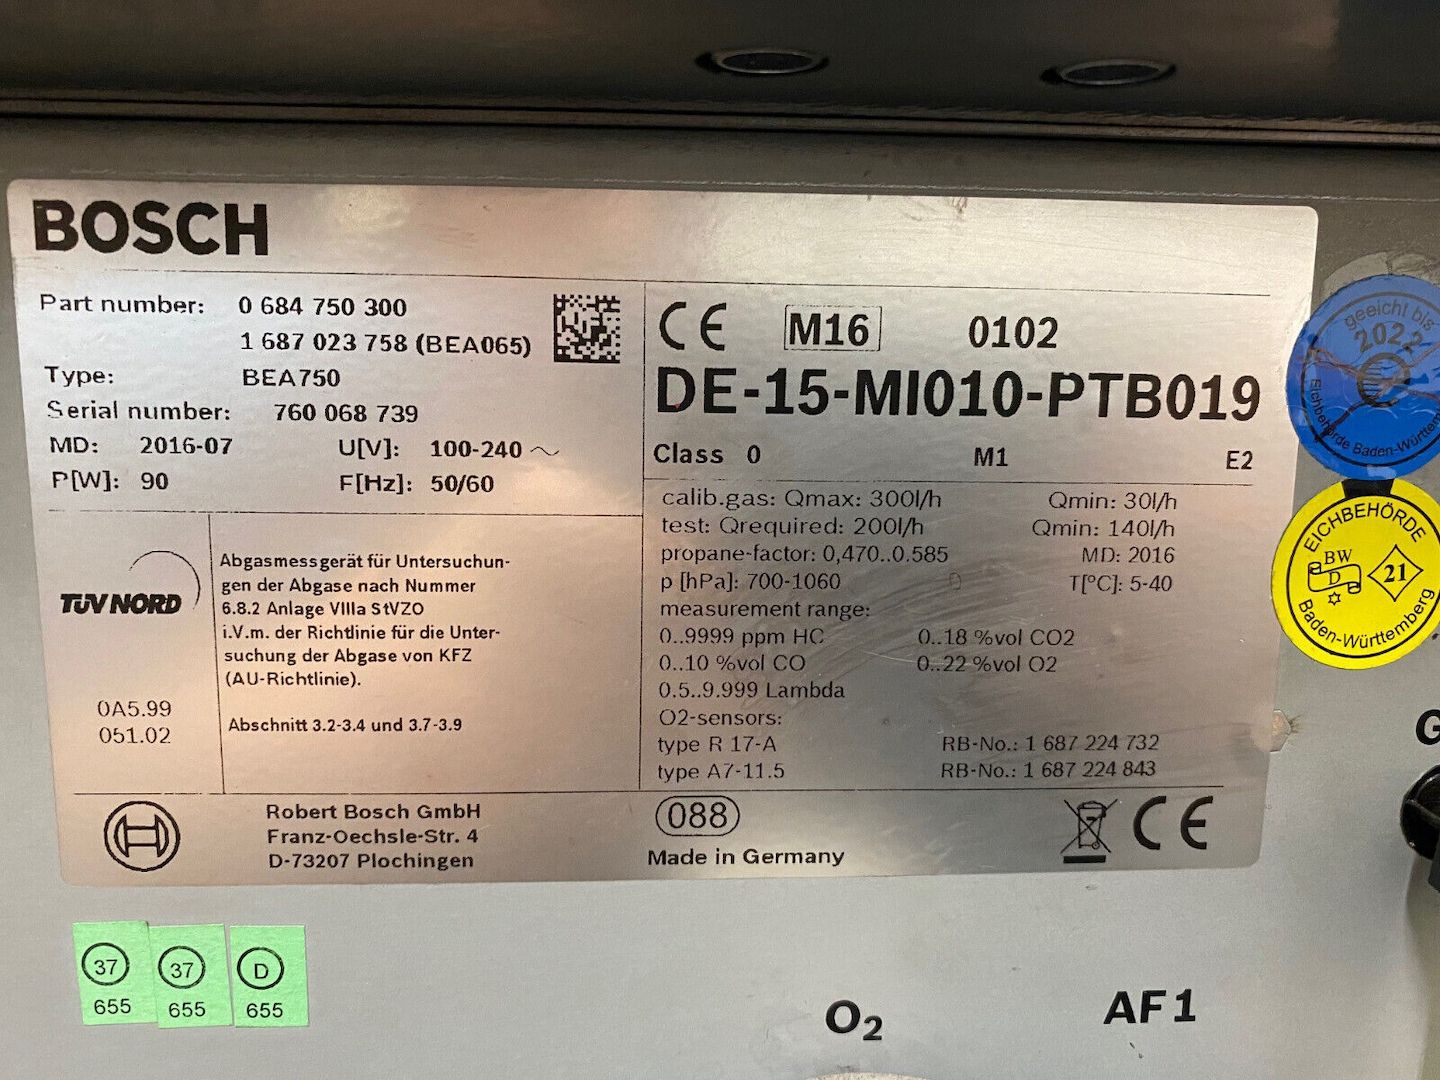 BOSCH
Part number: 0 684 750 300
1 687 023 758 (BEA065)
Type: BEA750
Serial number: 760 068 739
MD: 2016-07 U[V]: 100-240 ~
P[W]: 90 F[Hz]: 50/60
CE M16 0102
DE-15-MI010-PTB019
Class 0 M1 E2
calib.gas: Qmax: 300l/h Qmin: 30l/h
test: Qrequired: 200l/h Qmin: 140l/h
propane-factor: 0,470..0.585 MD: 2016
p [hPa]: 700-1060 T[°C]: 5-40
measurement range:
0..9999 ppm HC 0..18 %vol CO2
0..10 %vol CO 0..22 %vol O2
0.5..9.999 Lambda
O2-sensors:
type R 17-A RB-No.: 1 687 224 732
type A7-11.5 RB-No.: 1 687 224 843
TÜV NORD
0A5.99
051.02
Abgasmessgerät für Untersuchun-
gen der Abgase nach Nummer
6.8.2 Anlage VIIIa StVZO
i.V.m. der Richtlinie für die Unter-
suchung der Abgase von KFZ
(AU-Richtlinie).
Abschnitt 3.2-3.4 und 3.7-3.9
Robert Bosch GmbH
Franz-Oechsle-Str. 4
D-73207 Plochingen
088
Made in Germany
CE
geeicht bis
2022
Eichbehörde Baden-Württem
EICHBEHÖRDE
BW
D
21
Baden-Württemberg
37
655
37
655
D
655
O2
AF1
G